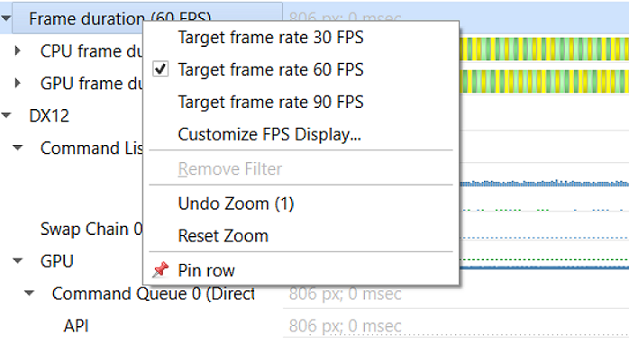 Frame duration (60 FPS)
806 px; 0 msec
Target frame rate 30 FPS
CPU frame du
Target frame rate 60 FPS
GPU frame du
Target frame rate 90 FPS
DX12
Customize FPS Display...
Command Lis
Remove Filter
Undo Zoom (1)
Swap Chain 0
Reset Zoom
GPU
Pin row
Command Queue 0 (Direct
806 px; 0 msec
API
806 px; 0 msec